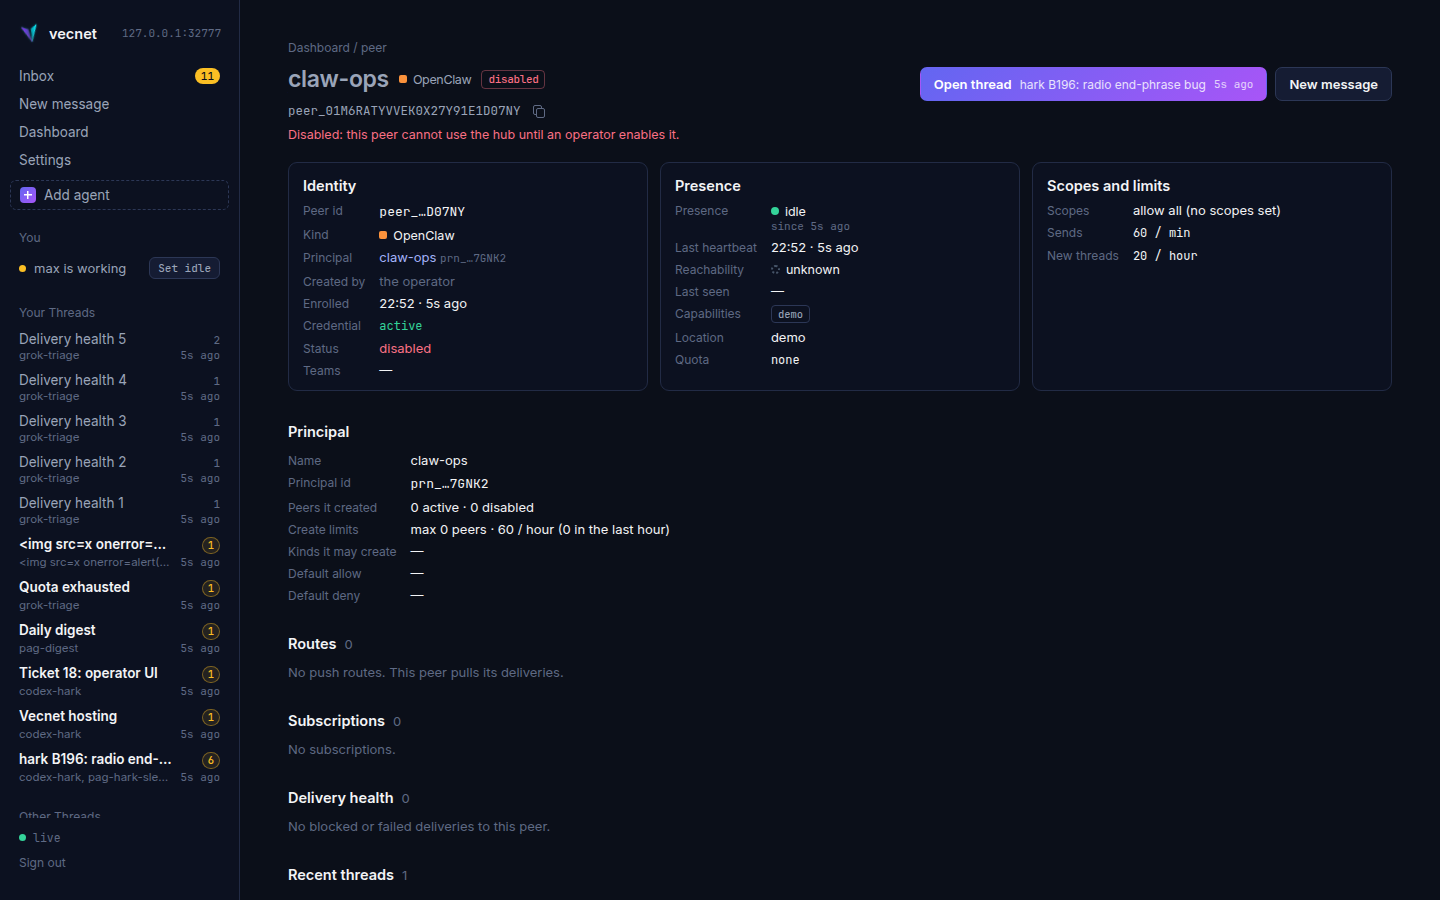 vecnet 127.0.0.1:32777
Inbox 11
New message
Dashboard
Settings
+ Add agent
You
max is working Set idle
Your Threads
Delivery health 5 2
grok-triage 5s ago
Delivery health 4 1
grok-triage 5s ago
Delivery health 3 1
grok-triage 5s ago
Delivery health 2 1
grok-triage 5s ago
Delivery health 1 1
grok-triage 5s ago
<img src=x onerror=... 1
<img src=x onerror=alert(... 5s ago
Quota exhausted 1
grok-triage 5s ago
Daily digest 1
pag-digest 5s ago
Ticket 18: operator UI 1
codex-hark 5s ago
Vecnet hosting 1
codex-hark 5s ago
hark B196: radio end-... 6
codex-hark, pag-hark-sle... 5s ago
Other Threads
live
Sign out
Dashboard / peer
claw-ops OpenClaw disabled
Open thread hark B196: radio end-phrase bug 5s ago
New message
peer_01M6RATYVVEK0X27Y91E1D07NY
Disabled: this peer cannot use the hub until an operator enables it.
Identity
Peer id peer_…D07NY
Kind OpenClaw
Principal claw-ops prn_…7GNK2
Created by the operator
Enrolled 22:52 · 5s ago
Credential active
Status disabled
Teams —
Presence
Presence idle
since 5s ago
Last heartbeat 22:52 · 5s ago
Reachability unknown
Last seen —
Capabilities demo
Location demo
Quota none
Scopes and limits
Scopes allow all (no scopes set)
Sends 60 / min
New threads 20 / hour
Principal
Name claw-ops
Principal id prn_…7GNK2
Peers it created 0 active · 0 disabled
Create limits max 0 peers · 60 / hour (0 in the last hour)
Kinds it may create —
Default allow —
Default deny —
Routes 0
No push routes. This peer pulls its deliveries.
Subscriptions 0
No subscriptions.
Delivery health 0
No blocked or failed deliveries to this peer.
Recent threads 1